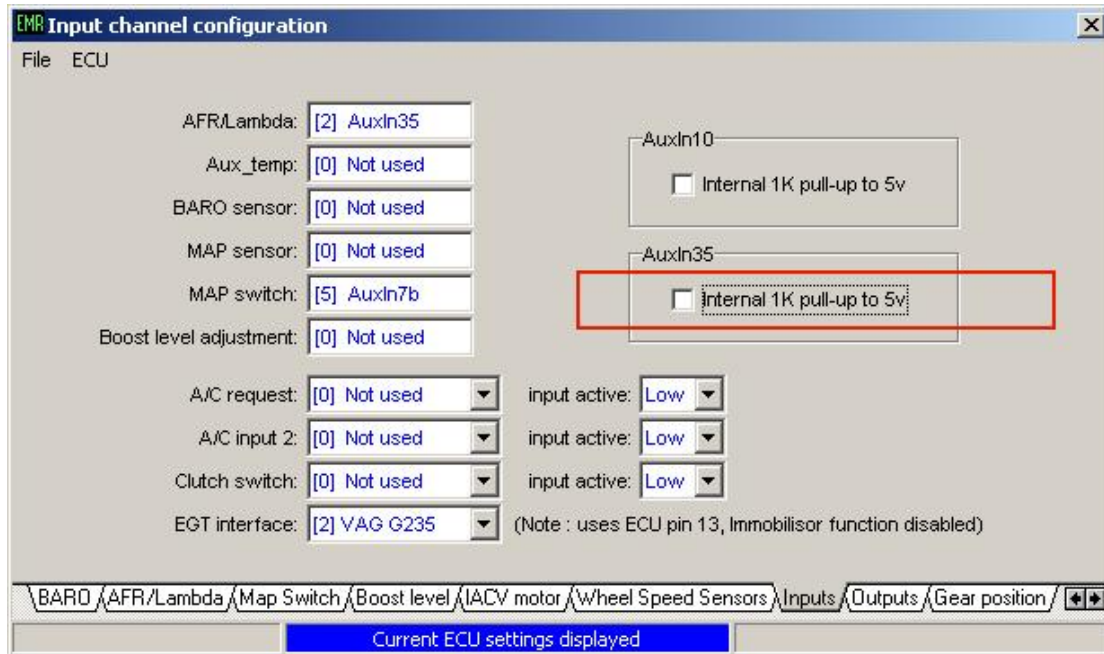 EMR Input channel configuration
File ECU
AFR/Lambda: [2] AuxIn35
Aux_temp: [0] Not used
BARO sensor: [0] Not used
MAP sensor: [0] Not used
MAP switch: [5] AuxIn7b
Boost level adjustment: [0] Not used
AuxIn10
Internal 1K pull-up to 5v
AuxIn35
Internal 1K pull-up to 5v
A/C request: [0] Not used input active: Low
A/C input 2: [0] Not used input active: Low
Clutch switch: [0] Not used input active: Low
EGT interface: [2] VAG G235 (Note : uses ECU pin 13, Immobilisor function disabled)
BARO AFR/Lambda Map Switch Boost level IACV motor Wheel Speed Sensors Inputs Outputs Gear position
Current ECU settings displayed